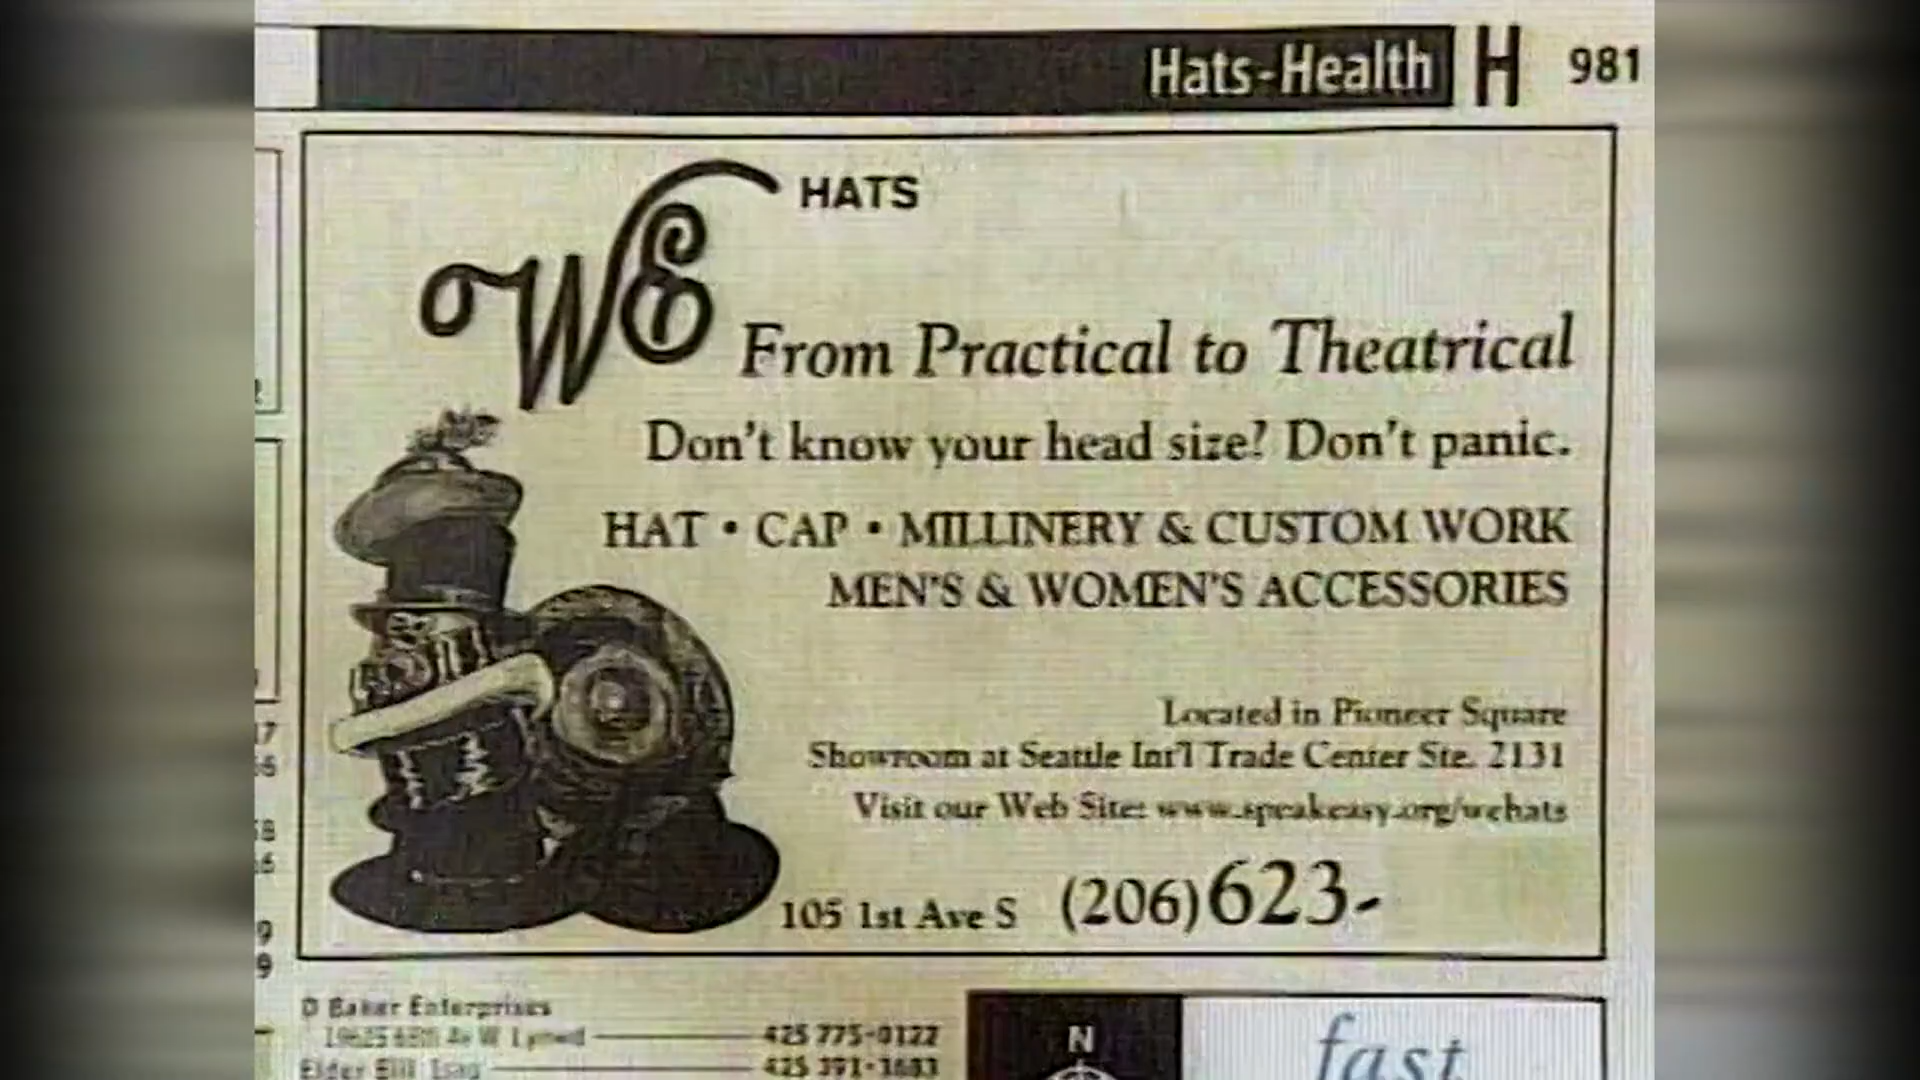 Hats-Health H 981
WE HATS
From Practical to Theatrical
Don't know your head size? Don't panic.
HAT • CAP • MILLINERY & CUSTOM WORK
MEN'S & WOMEN'S ACCESSORIES
Located in Pioneer Square
Showroom at Seattle Int'l Trade Center Ste. 2131
Visit our Web Site: www.speakeasy.org/wehats
105 1st Ave S (206) 623-
D Baker Enterprises
425 775-0122
Elder
425 391-3683
N
fast